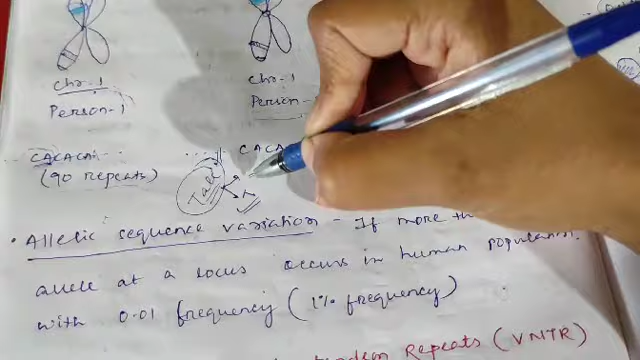 Chr-1 Chr-1
Person-1 Person-
CACACA CACA
(90 repeats) Tall
• Allelic sequence variation - If more th
allele at a locus occurs in human population
with 0.01 frequency (1% frequency)
Repeats (VNTR)